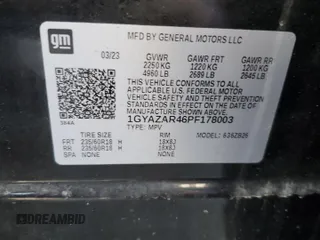 gm
MFD BY GENERAL MOTORS LLC
03/23 GVWR GAWR FRT GAWR RR
2250 KG 1220 KG 1200 KG
4960 LB 2689 LB 2645 LB
THIS VEHICLE CONFORMS TO ALL APPLICABLE U.S.
FEDERAL MOTOR VEHICLE SAFETY, BUMPER, AND
THEFT PREVENTION STANDARDS IN EFFECT ON THE
DATE OF MANUFACTURE SHOWN ABOVE.
1GYAZAR46PF178003
TYPE: MPV MODEL:
TIRE SIZE RIM
FRT 235/60R18 H 18X8J
RR 235/60R18 H 18X8J
SPA NONE NONE
AUTOBIDMASTER